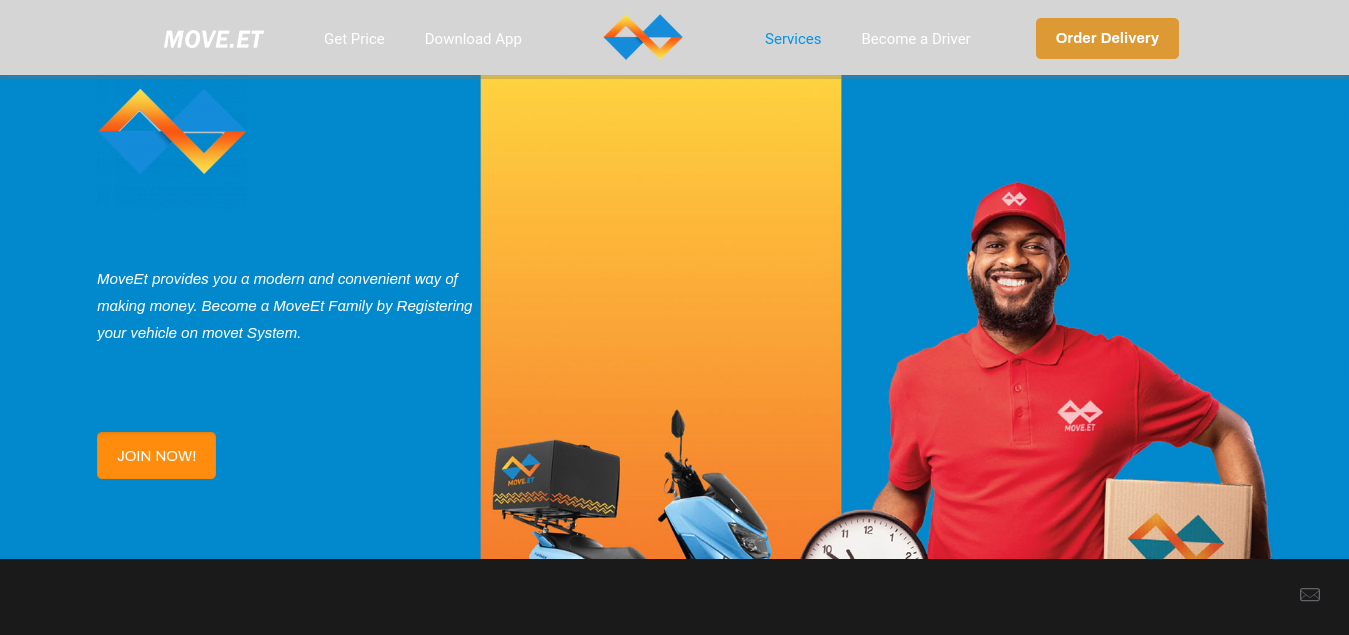 MOVE.ET
Get Price
Download App
Services
Become a Driver
Order Delivery
MoveEt provides you a modern and convenient way of
making money. Become a MoveEt Family by Registering
your vehicle on movet System.
JOIN NOW!
MOVE.ET
MOVE.ET
11 12 1
10 2